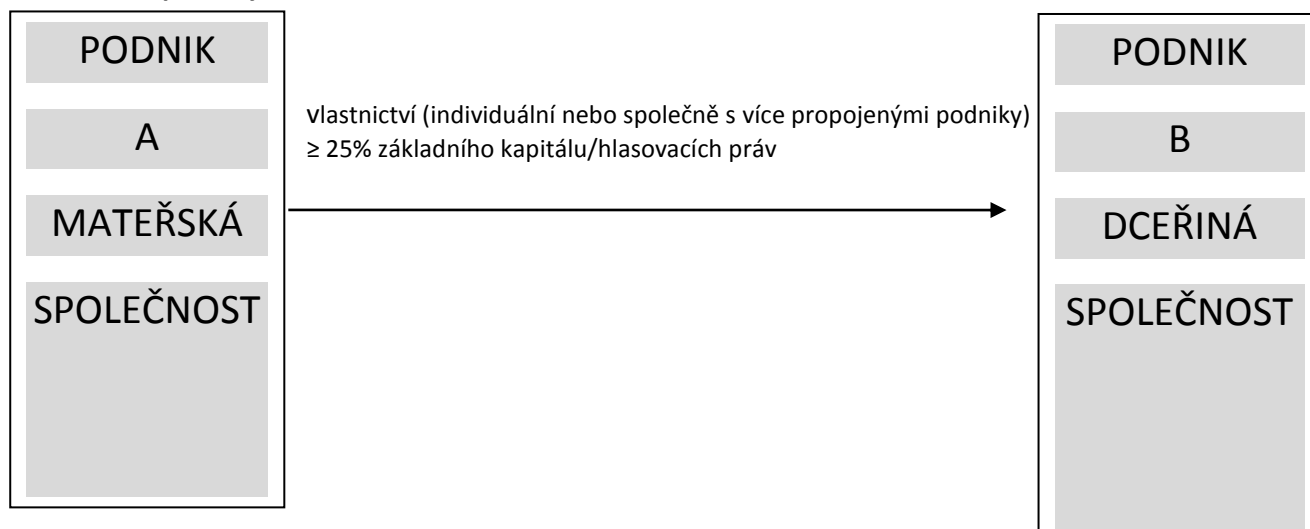 PODNIK
A
MATEŘSKÁ
SPOLEČNOST
vlastnictví (individuální nebo společně s více propojenými podniky)
≥ 25% základního kapitálu/hlasovacích práv
PODNIK
B
DCEŘINÁ
SPOLEČNOST